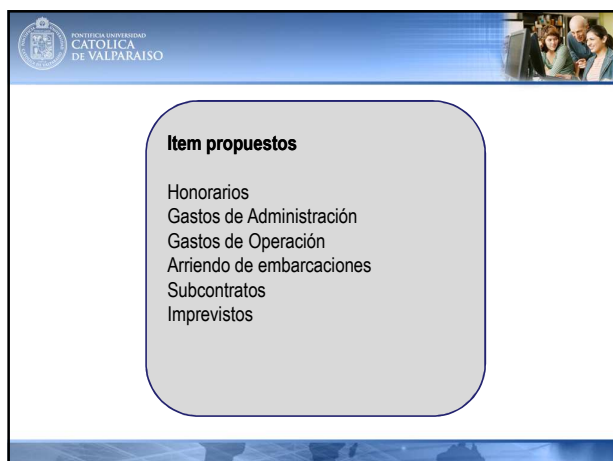 PONTIFICIA UNIVERSIDAD
CATOLICA
DE VALPARAISO
Item propuestos
Honorarios
Gastos de Administración
Gastos de Operación
Arriendo de embarcaciones
Subcontratos
Imprevistos